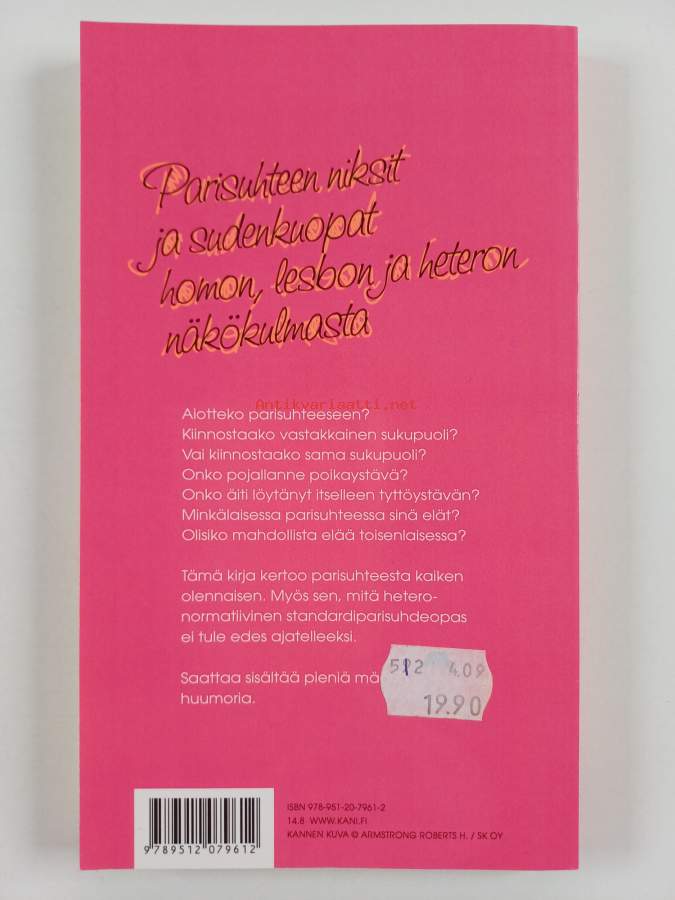 Parisuhteen niksit
ja sudenkuopat
homon, lesbon ja heteron
näkökulmasta
Antikvariaatti.net
Alotteko parisuhteeseen?
Kiinnostaako vastakkainen sukupuoli?
Vai kiinnostaako sama sukupuoli?
Onko pojallanne poikaystävä?
Onko äiti löytänyt itselleen tyttöystävän?
Minkälaisessa parisuhteessa sinä elät?
Olisiko mahdollista elää toisenlaisessa?
Tämä kirja kertoo parisuhteesta kaiken
olennaisen. Myös sen, mitä hetero-
normatiivinen standardiparisuhdeopas
ei tule edes ajatelleeksi.
Saattaa sisältää pieniä mä
huumoria.
512 4.09
19.90
ISBN 978-951-20-7961-2
14.8 WWW.KANI.FI
KANNEN KUVA © ARMSTRONG ROBERTS H. / SK OY
9789512079612